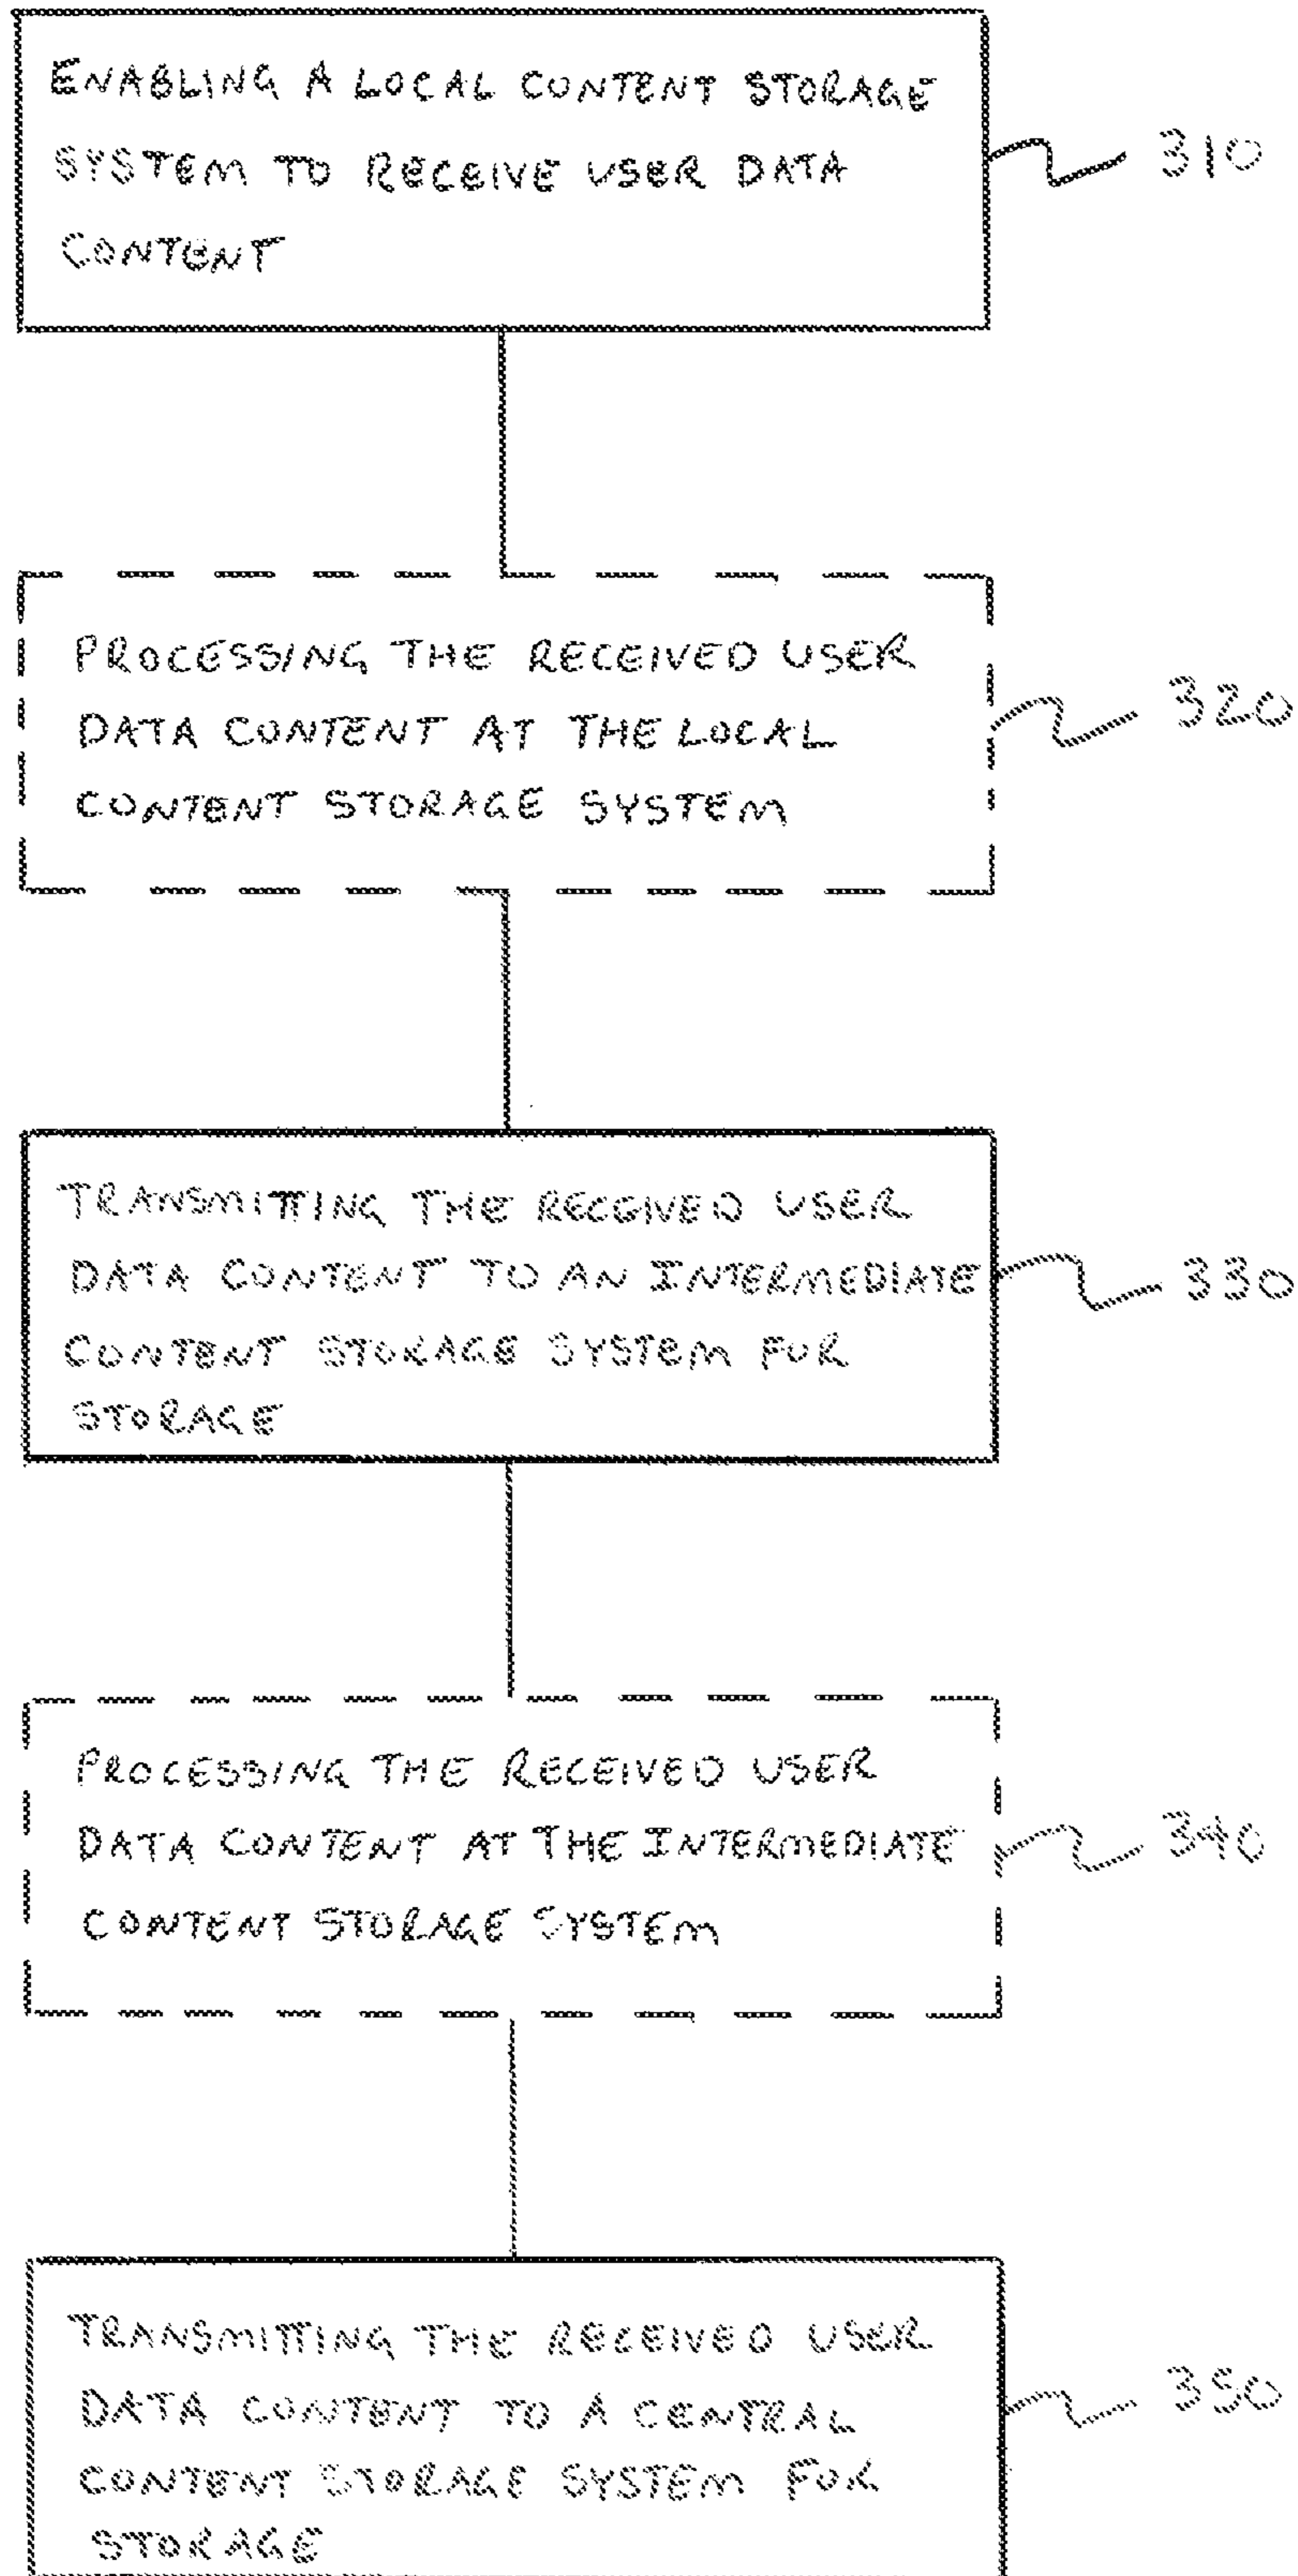 ENABLING A LOCAL CONTENT STORAGE
SYSTEM TO RECEIVE USER DATA
CONTENT
310
PROCESSING THE RECEIVED USER
DATA CONTENT AT THE LOCAL
CONTENT STORAGE SYSTEM
320
TRANSMITTING THE RECEIVED USER
DATA CONTENT TO AN INTERMEDIATE
CONTENT STORAGE SYSTEM FOR
STORAGE
330
PROCESSING THE RECEIVED USER
DATA CONTENT AT THE INTERMEDIATE
CONTENT STORAGE SYSTEM
340
TRANSMITTING THE RECEIVED USER
DATA CONTENT TO A CENTRAL
CONTENT STORAGE SYSTEM FOR
STORAGE
350